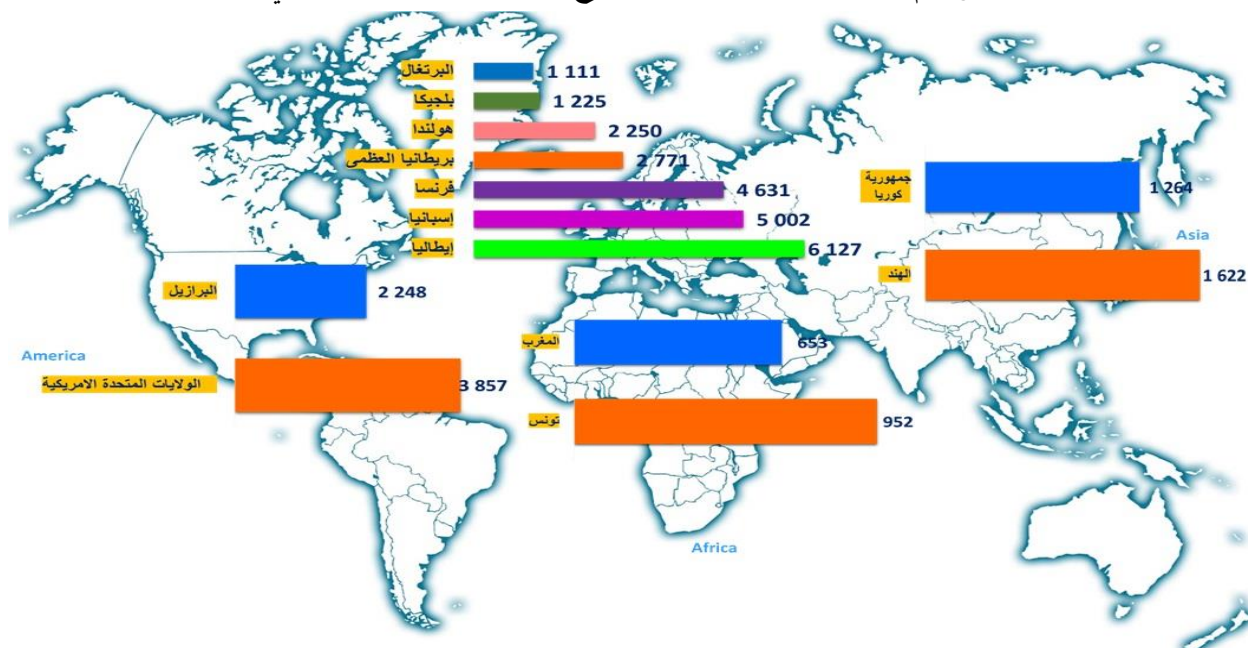 البرتغال 1 111
بلجيكا 1 225
هولندا 2 250
بريطانيا العظمى 2 771
فرنسا 4 631
إسبانيا 5 002
إيطاليا 6 127
جمهورية
كوريا
1 264
Asia
الهند 1 622
البرازيل 2 248
America
الولايات المتحدة الامريكية 3 857
المغرب 653
تونس 952
Africa